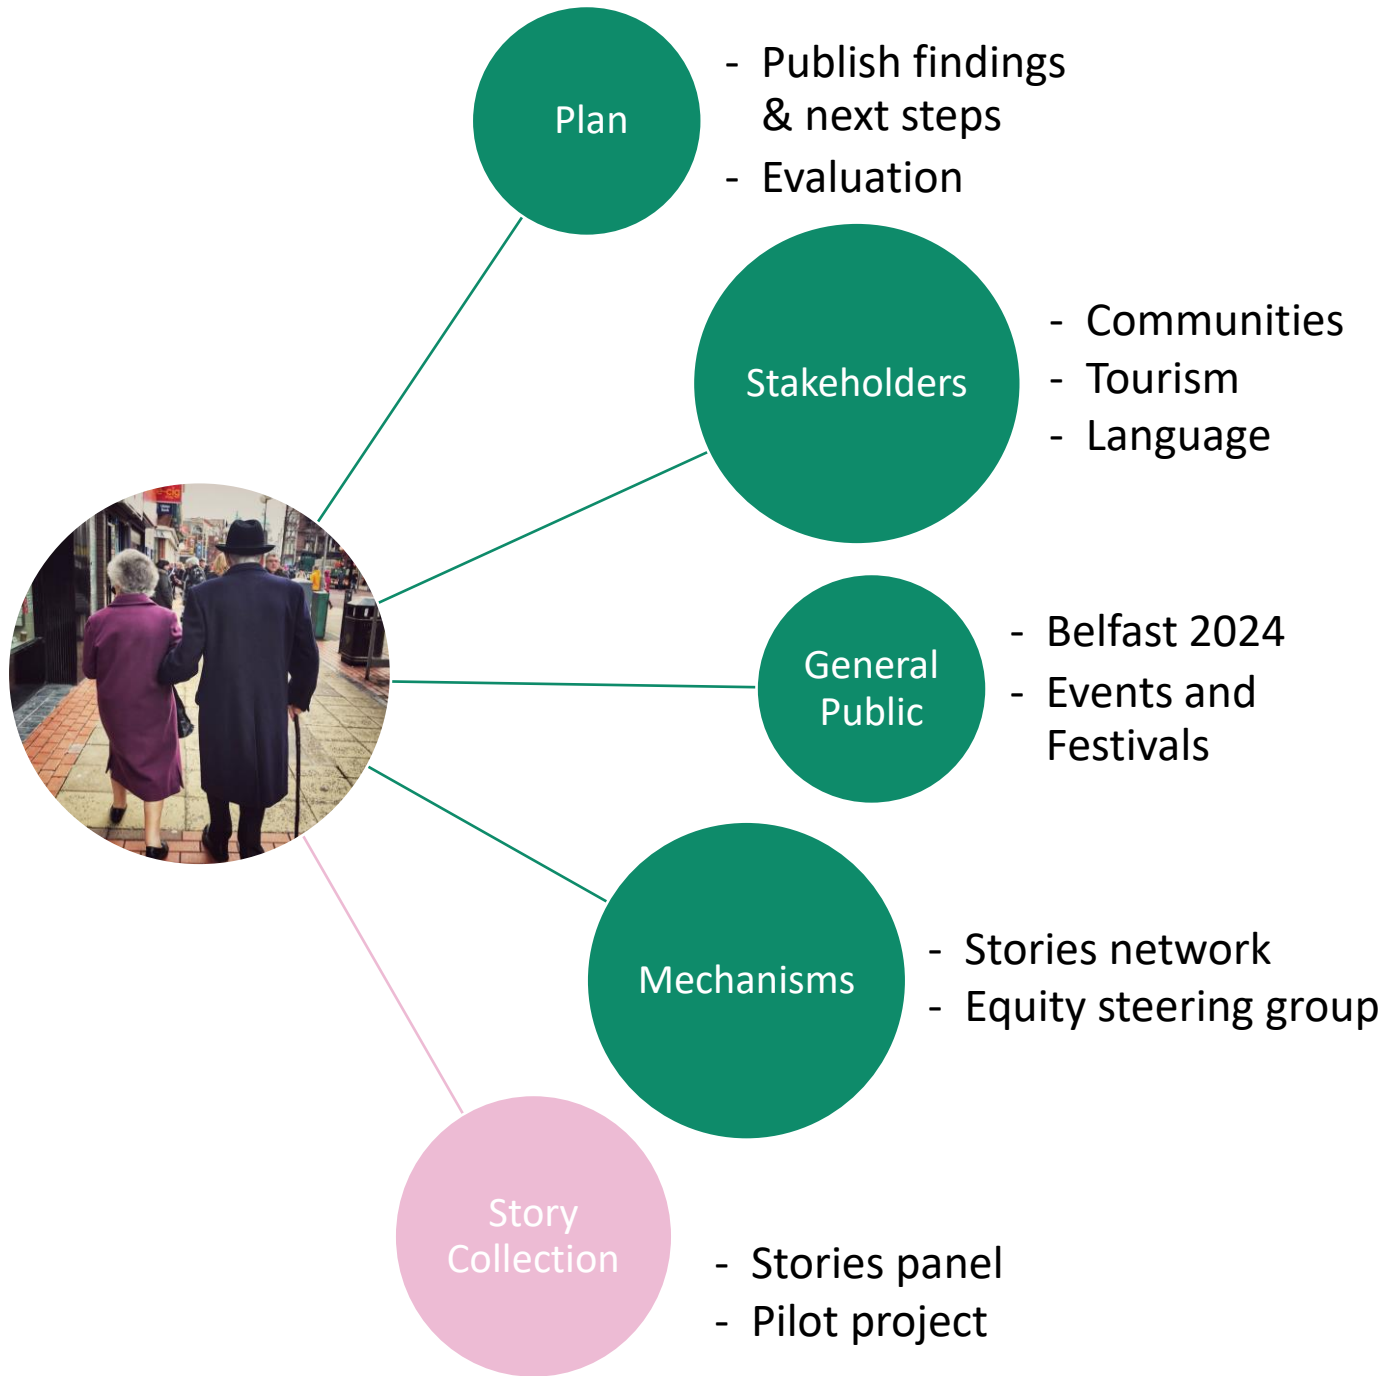 Plan
- Publish findings
& next steps
- Evaluation
Stakeholders
- Communities
- Tourism
- Language
e-cig
General
Public
- Belfast 2024
- Events and
Festivals
Mechanisms
- Stories network
- Equity steering group
Story
Collection
- Stories panel
- Pilot project